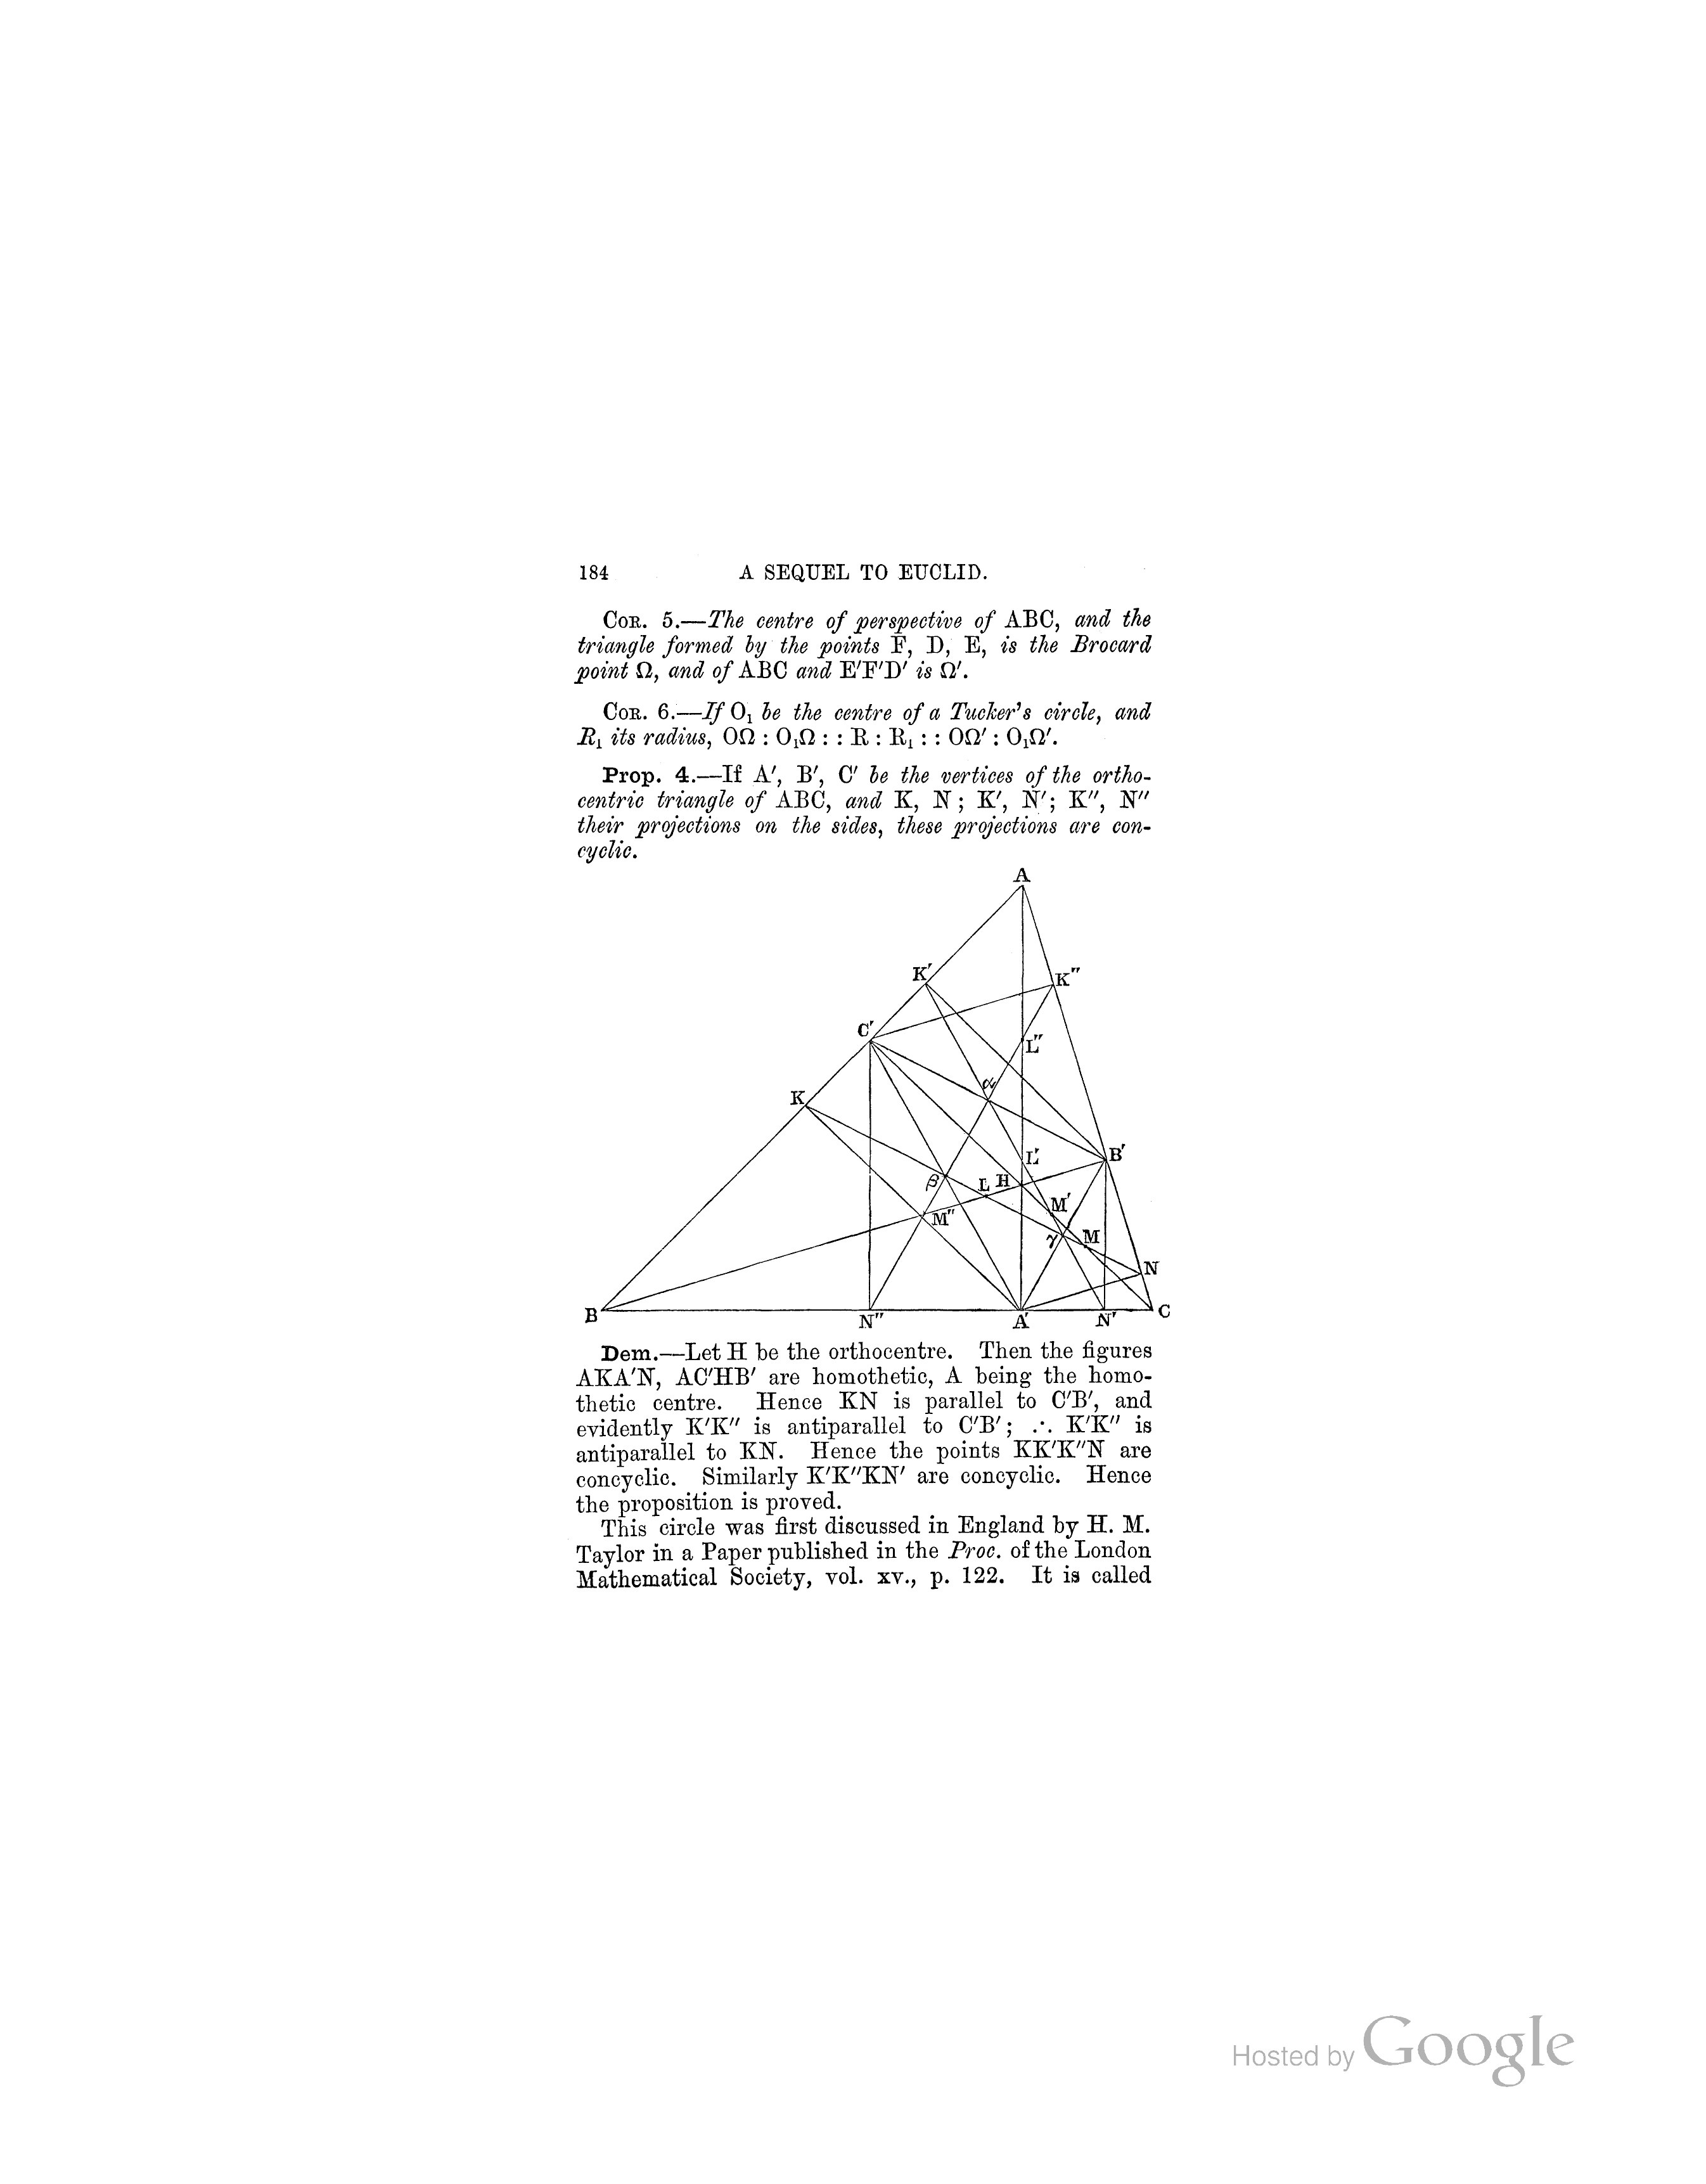 184 A SEQUEL TO EUCLID.
Cor. 5.—The centre of perspective of ABC, and the
triangle formed by the points F, D, E, is the Brocard
point Ω, and of ABC and E′F′D′ is Ω′.
Cor. 6.—If O₁ be the centre of a Tucker's circle, and
R₁ its radius, OΩ : O₁Ω : : R : R₁ : : OΩ′ : O₁Ω′.
Prop. 4.—If A′, B′, C′ be the vertices of the ortho-
centric triangle of ABC, and K, N ; K′, N′; K″, N″
their projections on the sides, these projections are con-
cyclic.
A
K′
K″
C′
L″
α
K
L′
B′
β
L H
M′
M″
γ
M
N
B
N″
A′
N′
C
Dem.—Let H be the orthocentre. Then the figures
AKA′N, AC′HB′ are homothetic, A being the homo-
thetic centre. Hence KN is parallel to C′B′, and
evidently K′K″ is antiparallel to C′B′; ∴ K′K″ is
antiparallel to KN. Hence the points KK′K″N are
concyclic. Similarly K′K″KN′ are concyclic. Hence
the proposition is proved.
This circle was first discussed in England by H. M.
Taylor in a Paper published in the Proc. of the London
Mathematical Society, vol. xv., p. 122. It is called
Hosted by Google